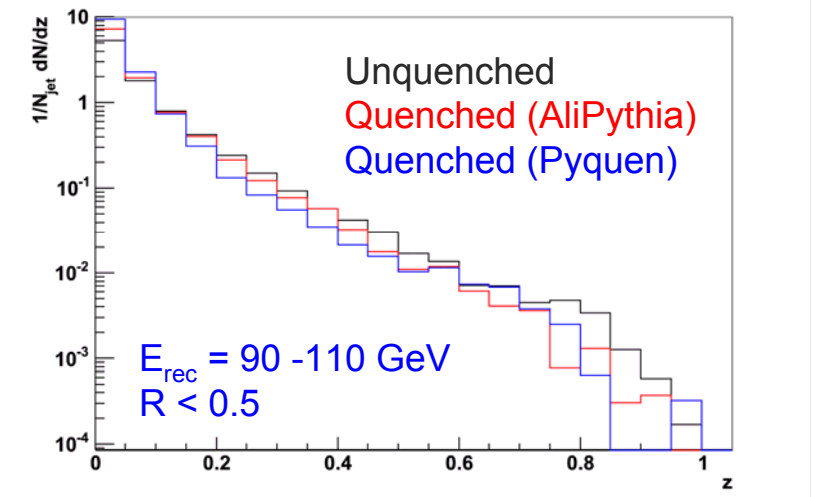 1/N_jet dN/dz
10
1
10^-1
10^-2
10^-3
10^-4
Unquenched
Quenched (AliPythia)
Quenched (Pyquen)
E_rec = 90 -110 GeV
R < 0.5
0 0.2 0.4 0.6 0.8 1
z